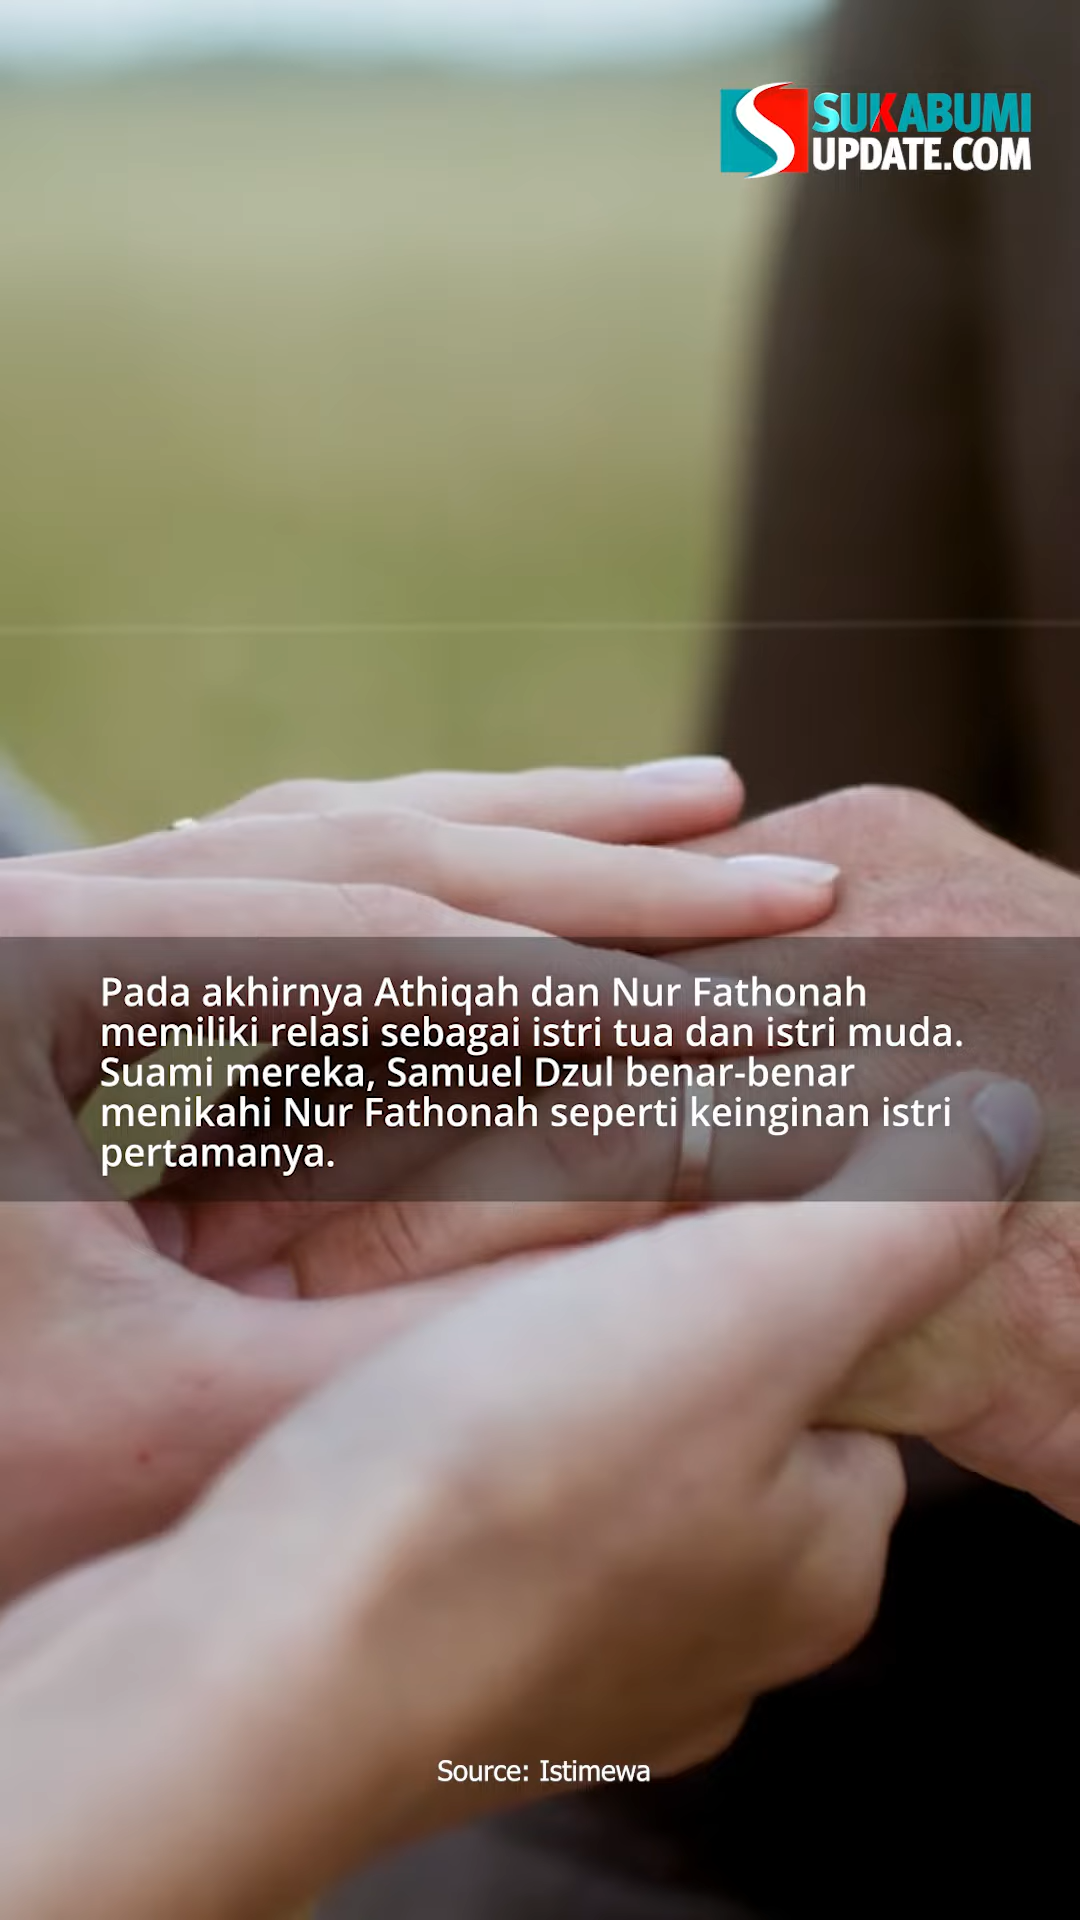 SUKABUMI
UPDATE.COM
Pada akhirnya Athiqah dan Nur Fathonah
memiliki relasi sebagai istri tua dan istri muda.
Suami mereka, Samuel Dzul benar-benar
menikahi Nur Fathonah seperti keinginan istri
pertamanya.
Source: Istimewa